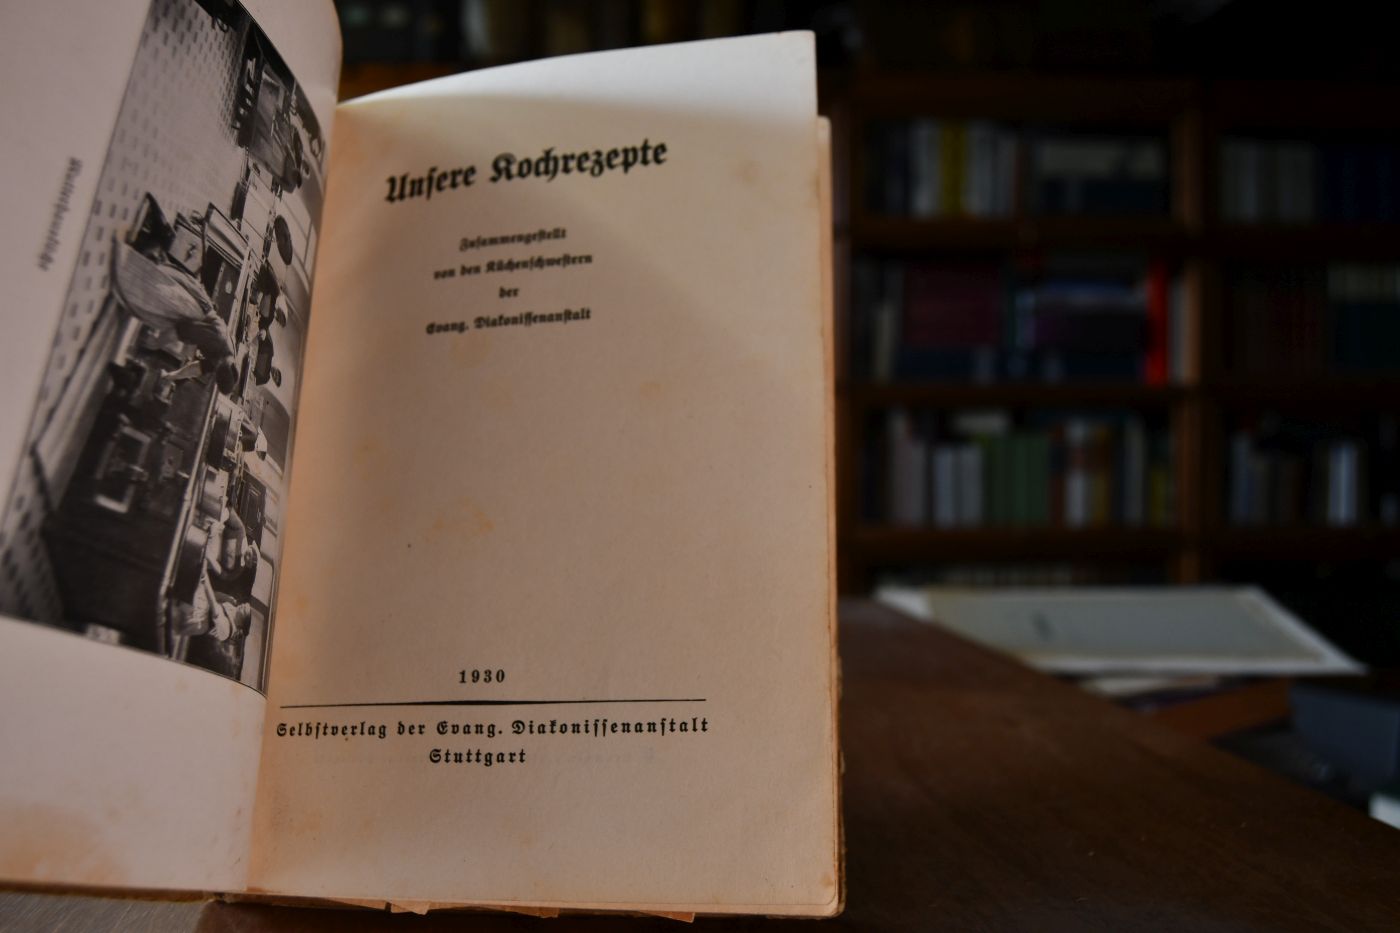 Unsere Kochrezepte
Zusammengestellt
von den Küchenschwestern
der
Evang. Diakonissenanstalt
1930
Selbstverlag der Evang. Diakonissenanstalt
Stuttgart